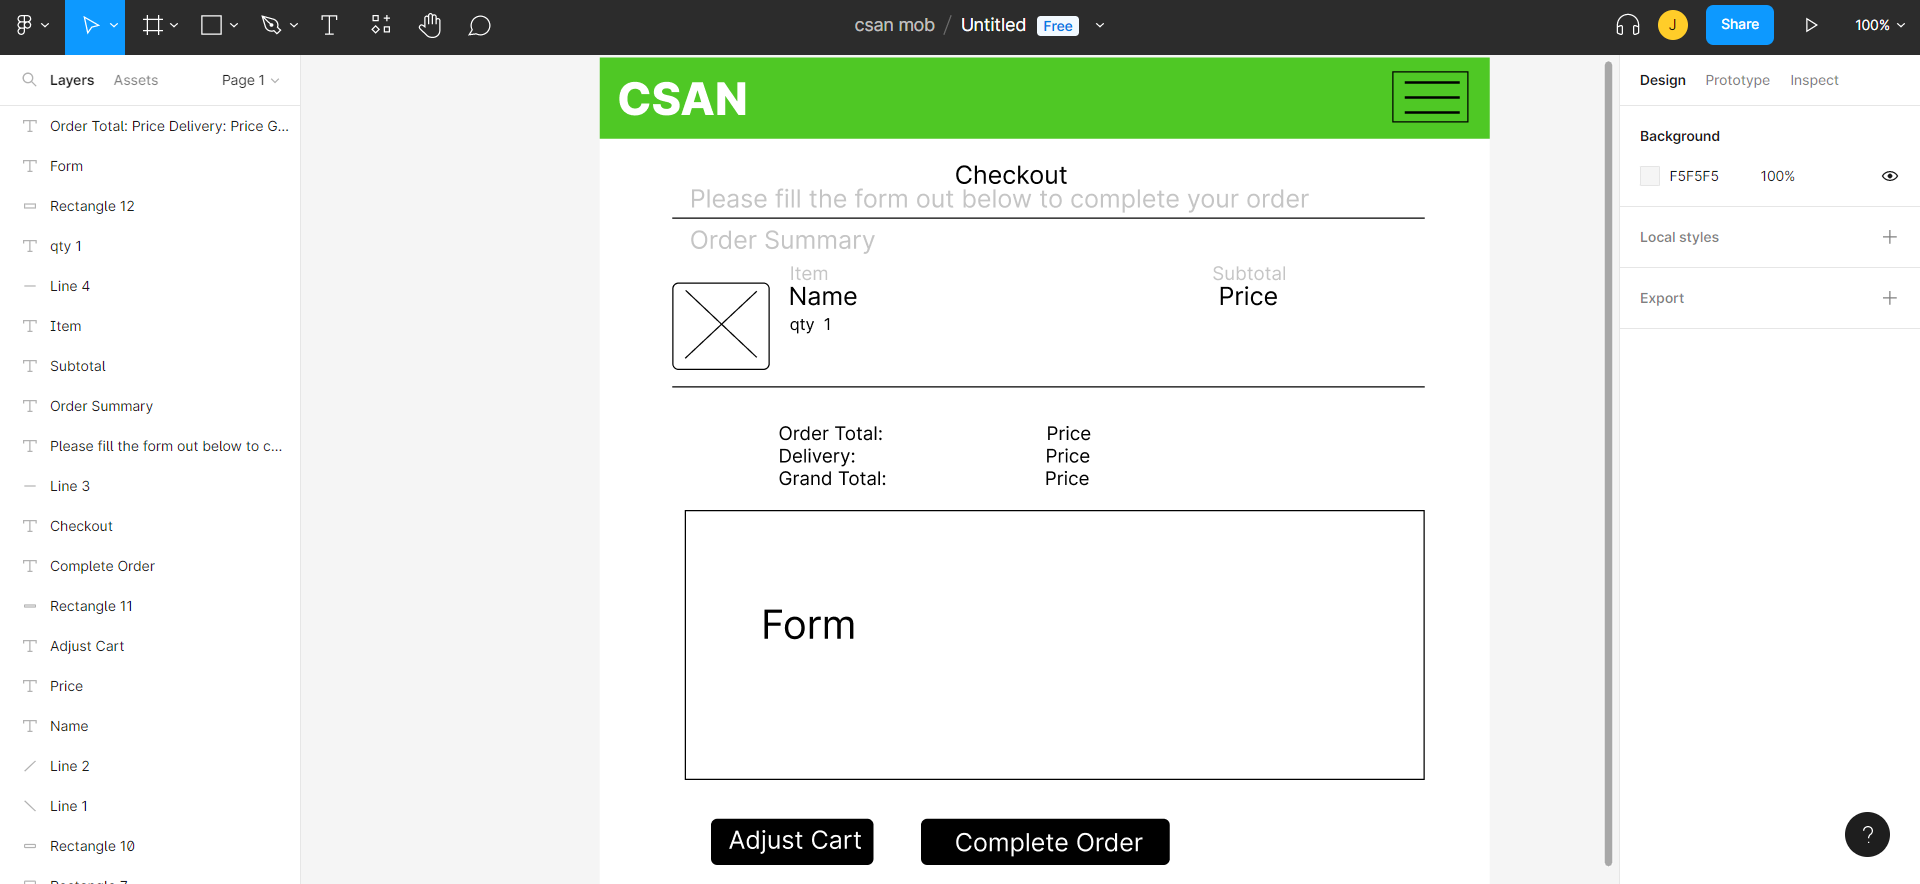 csan mob / Untitled Free
J
Share
100%
Layers
Assets
Page 1
Order Total: Price Delivery: Price G...
Form
Rectangle 12
qty 1
Line 4
Item
Subtotal
Order Summary
Please fill the form out below to c...
Line 3
Checkout
Complete Order
Rectangle 11
Adjust Cart
Price
Name
Line 2
Line 1
Rectangle 10
CSAN
Checkout
Please fill the form out below to complete your order
Order Summary
Item
Subtotal
Name
Price
qty 1
Order Total: Price
Delivery: Price
Grand Total: Price
Form
Adjust Cart
Complete Order
Design
Prototype
Inspect
Background
F5F5F5
100%
Local styles
Export
?